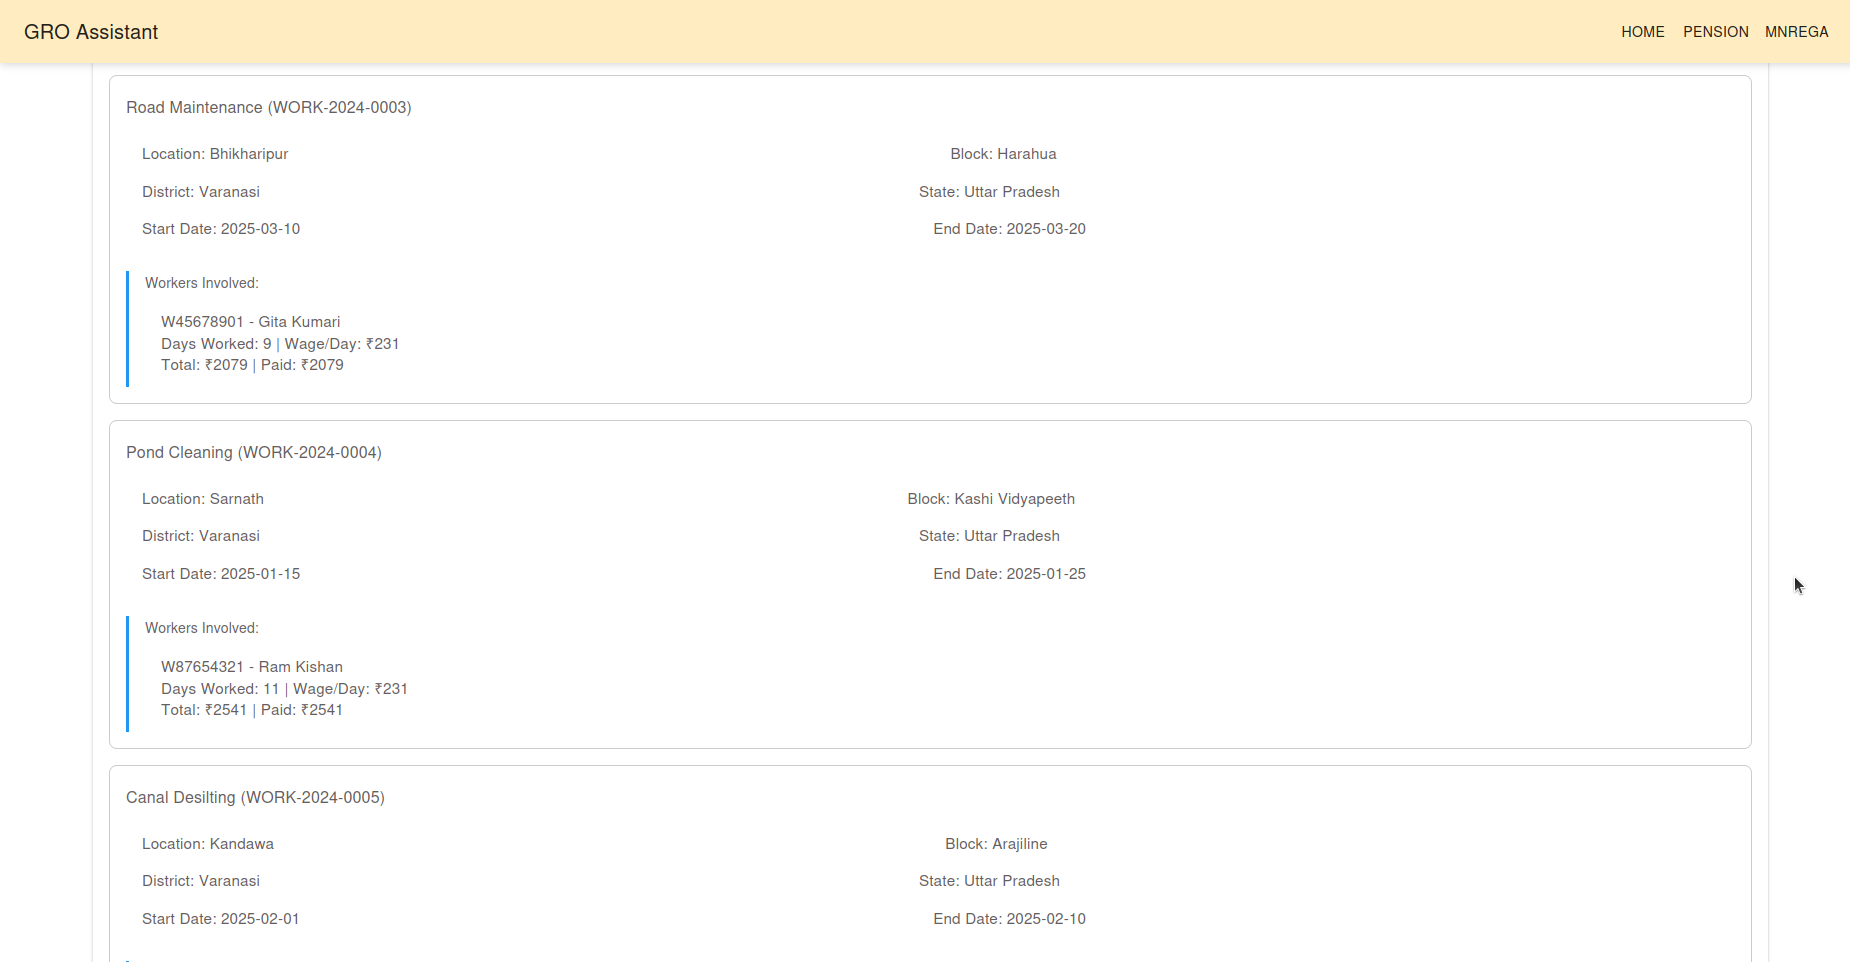 GRO Assistant
HOME PENSION MNREGA
Road Maintenance (WORK-2024-0003)
Location: Bhikharipur Block: Harahua
District: Varanasi State: Uttar Pradesh
Start Date: 2025-03-10 End Date: 2025-03-20
Workers Involved:
W45678901 - Gita Kumari
Days Worked: 9 | Wage/Day: ₹231
Total: ₹2079 | Paid: ₹2079
Pond Cleaning (WORK-2024-0004)
Location: Sarnath Block: Kashi Vidyapeeth
District: Varanasi State: Uttar Pradesh
Start Date: 2025-01-15 End Date: 2025-01-25
Workers Involved:
W87654321 - Ram Kishan
Days Worked: 11 | Wage/Day: ₹231
Total: ₹2541 | Paid: ₹2541
Canal Desilting (WORK-2024-0005)
Location: Kandawa Block: Arajiline
District: Varanasi State: Uttar Pradesh
Start Date: 2025-02-01 End Date: 2025-02-10